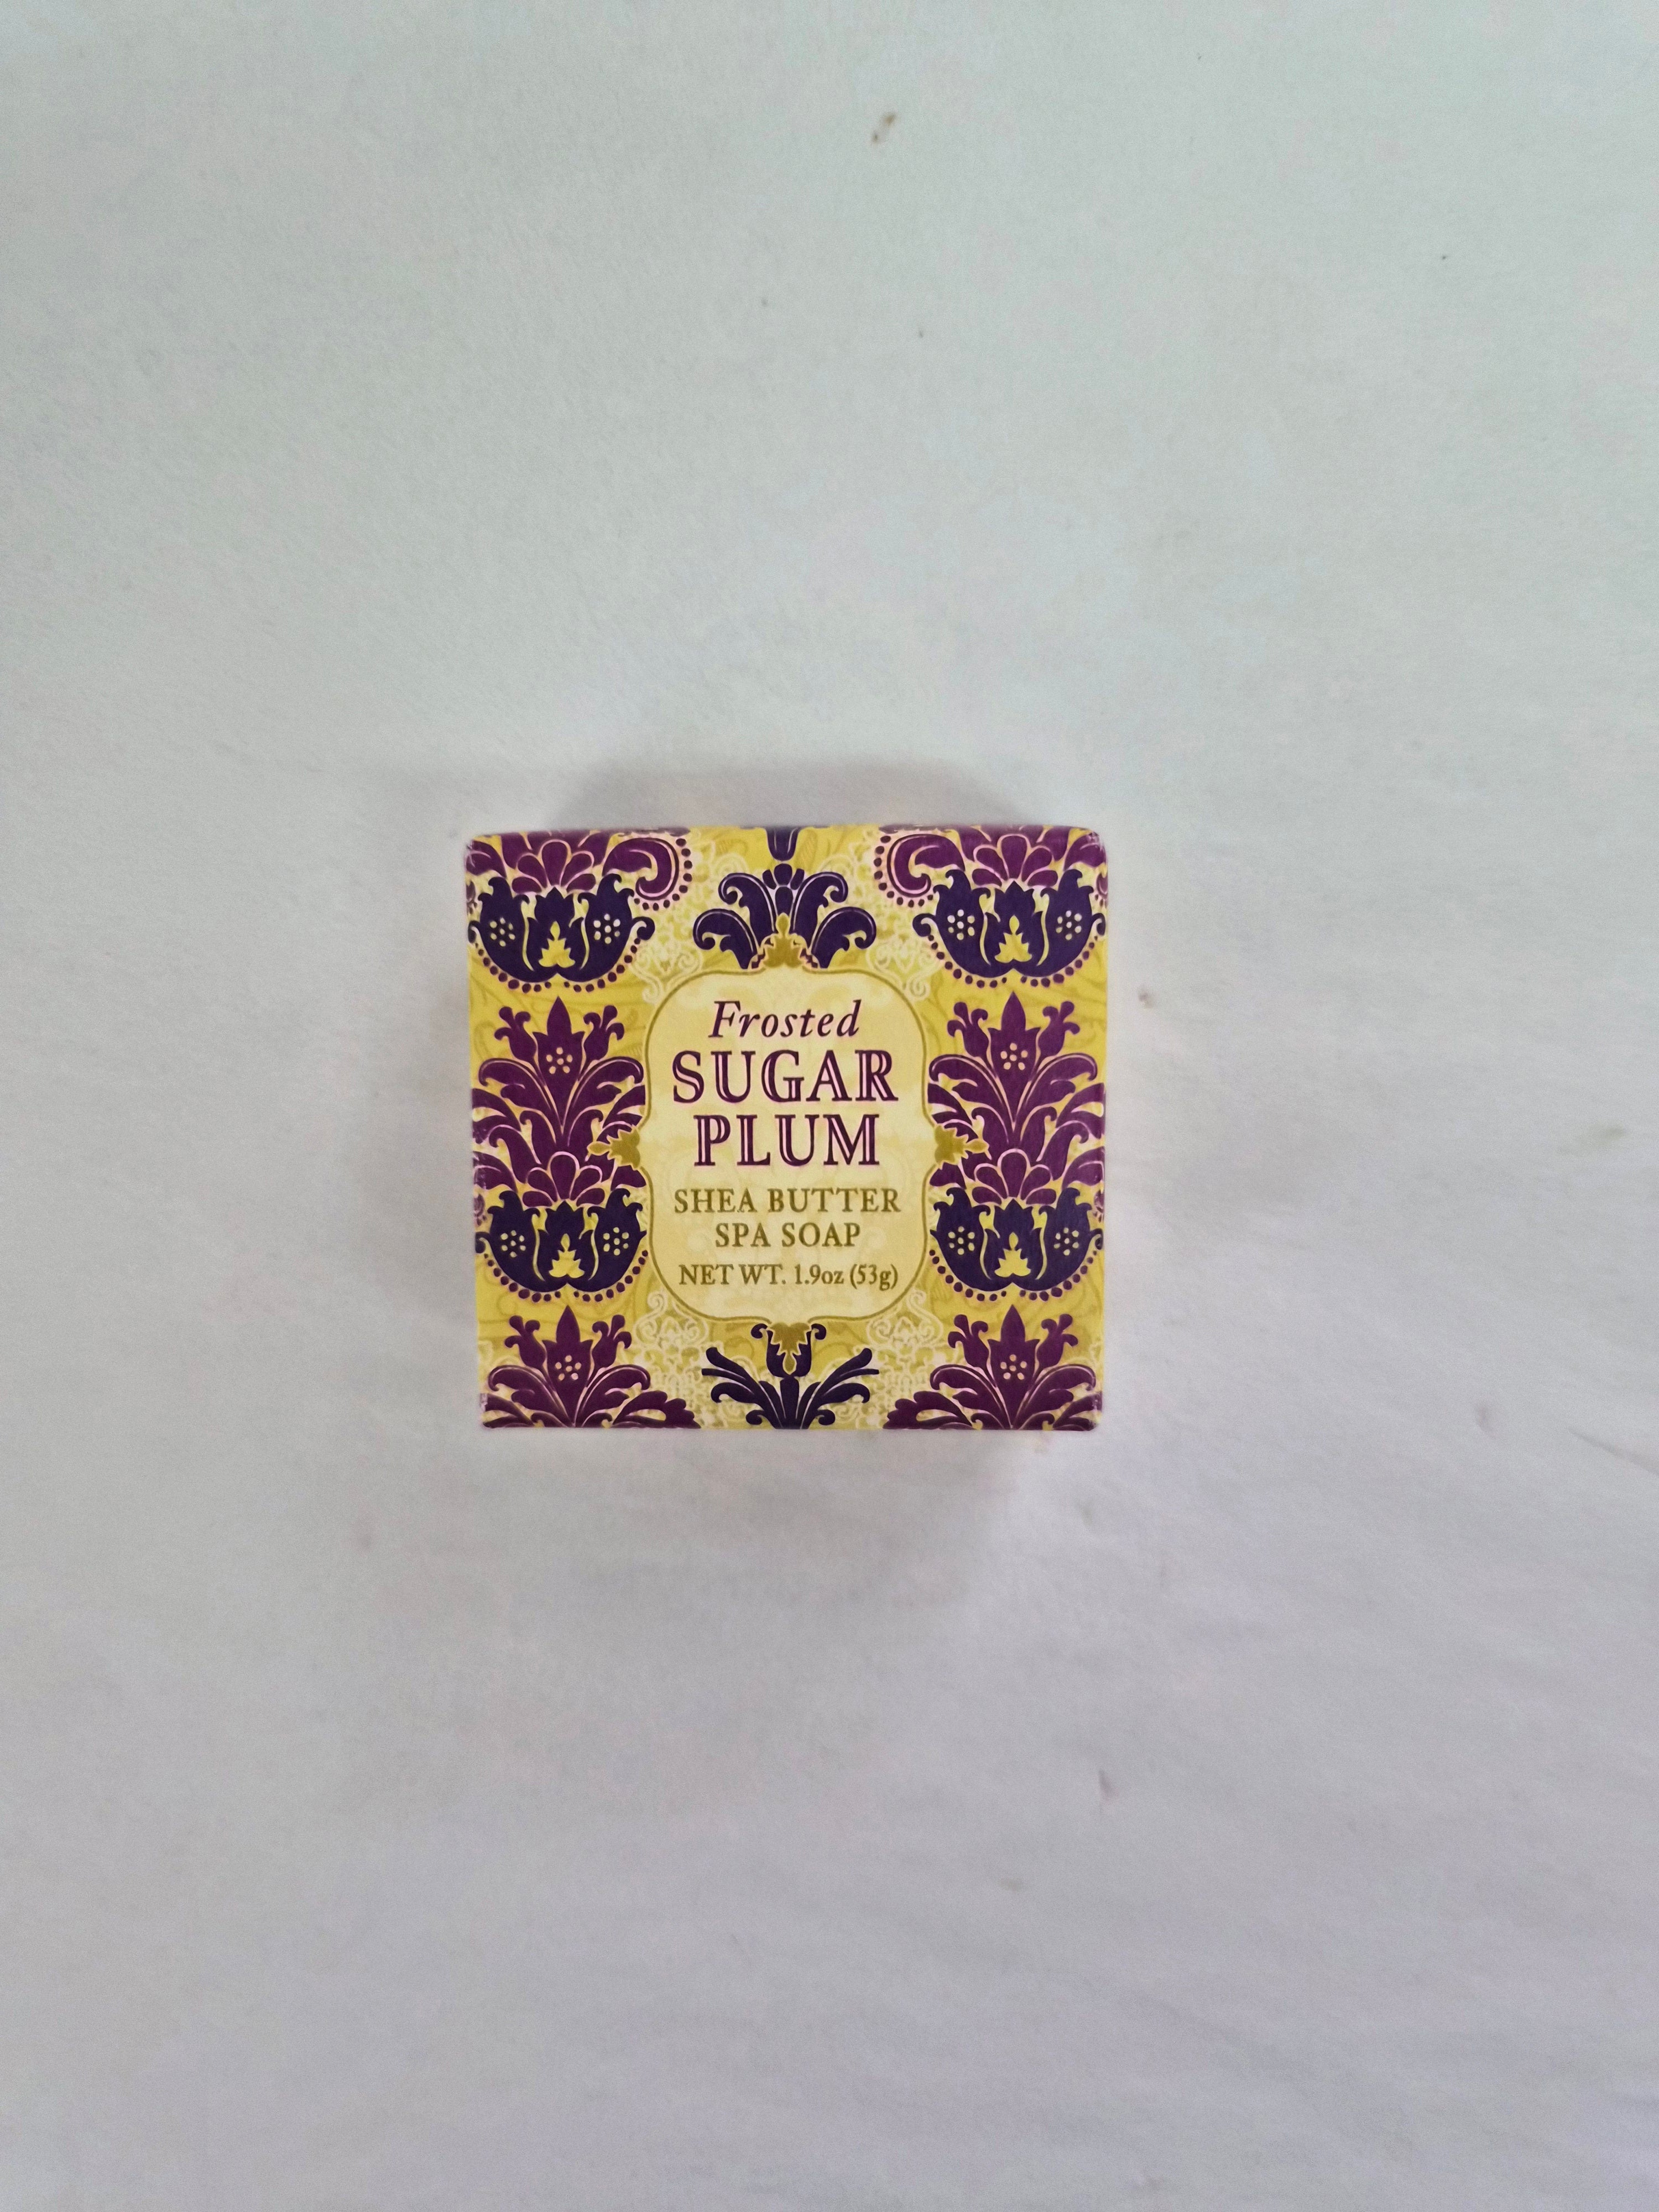 Frosted
SUGAR
PLUM
SHEA BUTTER
SPA SOAP
NET WT. 1.9oz (53g)